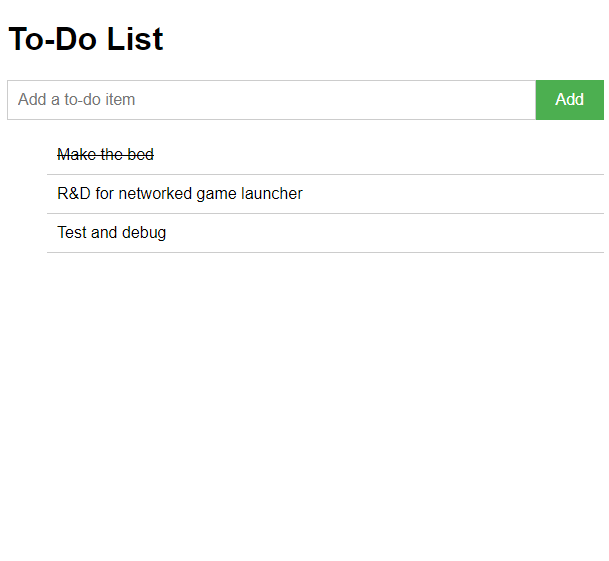 To-Do List
Add a to-do item
Add
Make the bed
R&D for networked game launcher
Test and debug